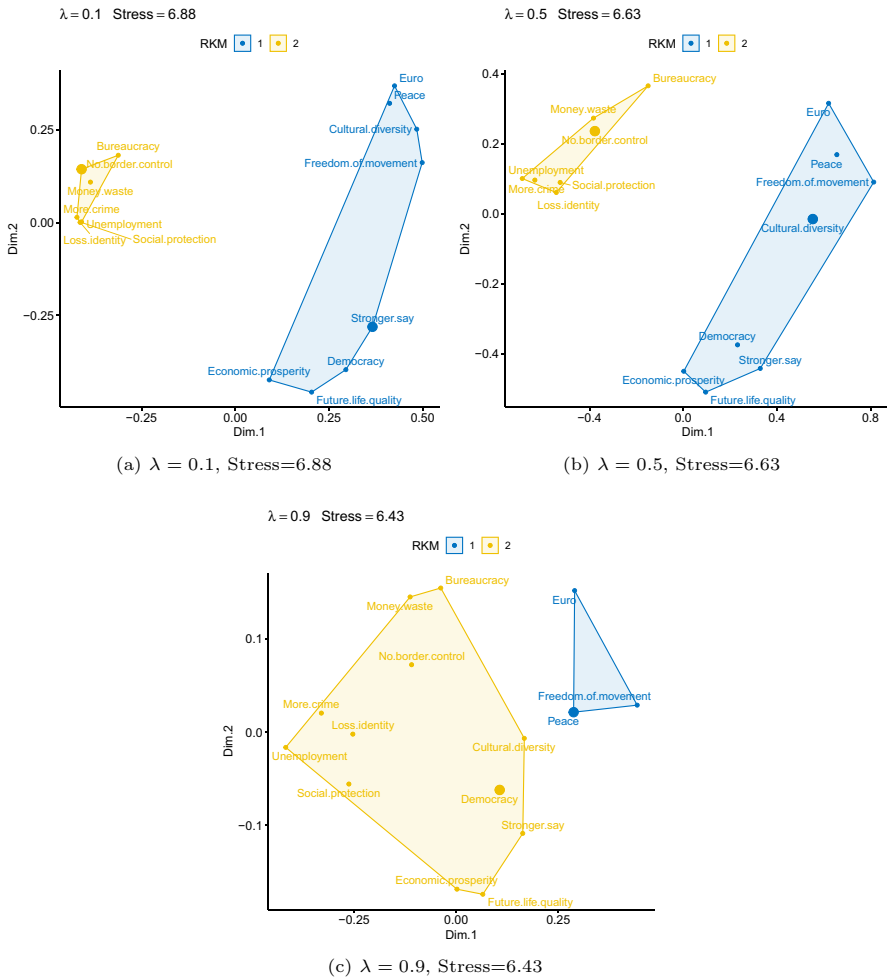 λ = 0.1 Stress = 6.88
RKM 1 2
Euro
Peace
Cultural.diversity
Freedom.of.movement
Bureaucracy
No.border.control
Money.waste
More.crime
Unemployment
Loss.identity
Social.protection
Stronger.say
Democracy
Economic.prosperity
Future.life.quality
0.25
0.00
−0.25
Dim.2
−0.25 0.00 0.25 0.50
Dim.1
(a) λ = 0.1, Stress=6.88
λ = 0.5 Stress = 6.63
RKM 1 2
Bureaucracy
Money.waste
No.border.control
Unemployment
Social.protection
More.crime
Loss.identity
Euro
Peace
Freedom.of.movement
Cultural.diversity
Democracy
Stronger.say
Economic.prosperity
Future.life.quality
0.4
0.2
0.0
−0.2
−0.4
Dim.2
−0.4 0.0 0.4 0.8
Dim.1
(b) λ = 0.5, Stress=6.63
λ = 0.9 Stress = 6.43
RKM 1 2
Bureaucracy
Money.waste
Euro
No.border.control
Freedom.of.movement
More.crime
Peace
Loss.identity
Cultural.diversity
Unemployment
Social.protection
Democracy
Stronger.say
Economic.prosperity
Future.life.quality
0.1
0.0
−0.1
Dim.2
−0.25 0.00 0.25
Dim.1
(c) λ = 0.9, Stress=6.43